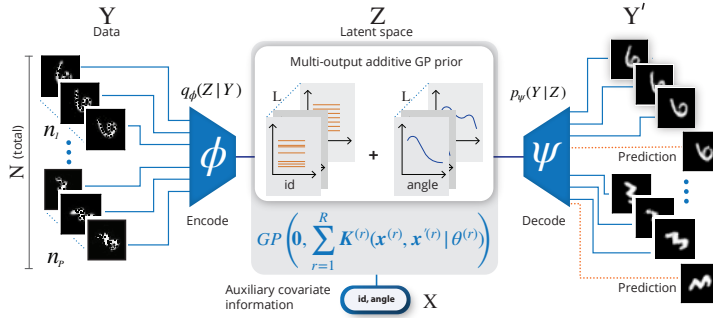 Y
Data
Z
Latent space
Y′
Multi-output additive GP prior
qϕ(Z | Y)
pψ(Y | Z)
L
L
N (total)
n₁
ϕ
+
ψ
id
angle
Prediction
Encode
Decode
GP(0, ∑_{r=1}^{R} K^(r)(x^(r), x′^(r) | θ^(r)))
n_P
Auxiliary covariate
information
id, angle
X
Prediction